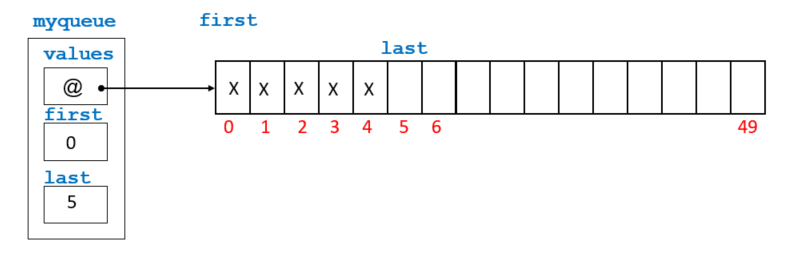 myqueue
first
values
last
@
X X X X X
first
0 1 2 3 4 5 6 49
0
last
5